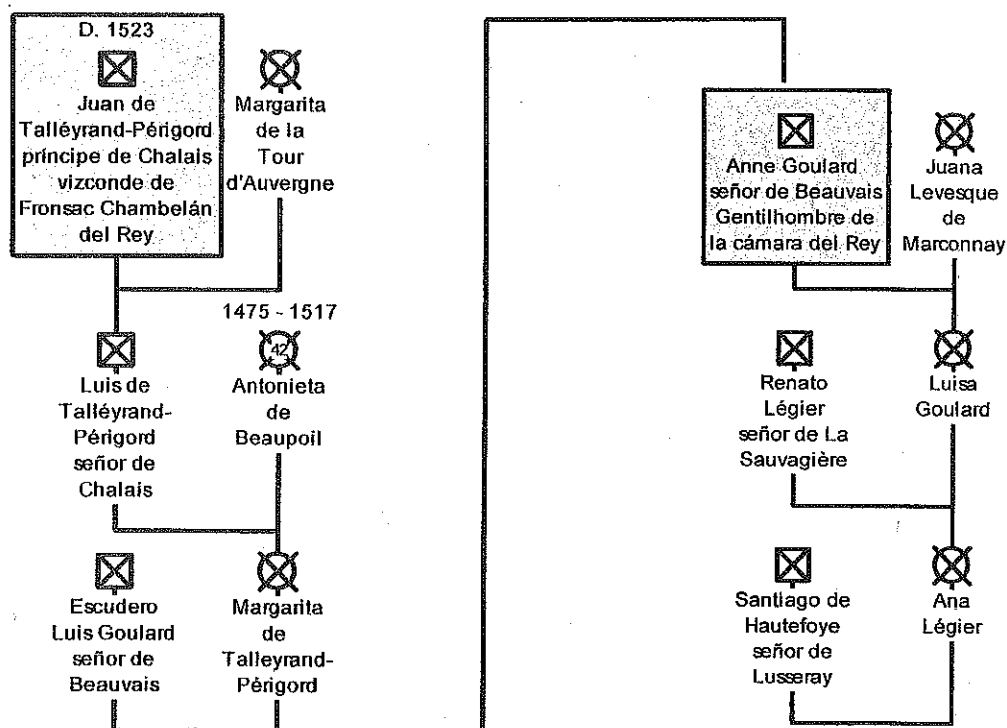 D. 1523
Juan de
Talléyrand-Périgord
príncipe de Chalais
vizconde de
Fronsac Chambelán
del Rey
Margarita
de la
Tour
d'Auvergne
1475 - 1517
Luis de
Talléyrand-
Périgord
señor de
Chalais
42
Antonieta
de
Beaupoil
Escudero
Luis Goulard
señor de
Beauvais
Margarita
de
Talleyrand-
Périgord
Anne Goulard
señor de Beauvais
Gentilhombre de
la cámara del Rey
Juana
Levesque
de
Marconnay
Renato
Légier
señor de La
Sauvagière
Luisa
Goulard
Santiago de
Hautefoye
señor de
Lusseray
Ana
Légier